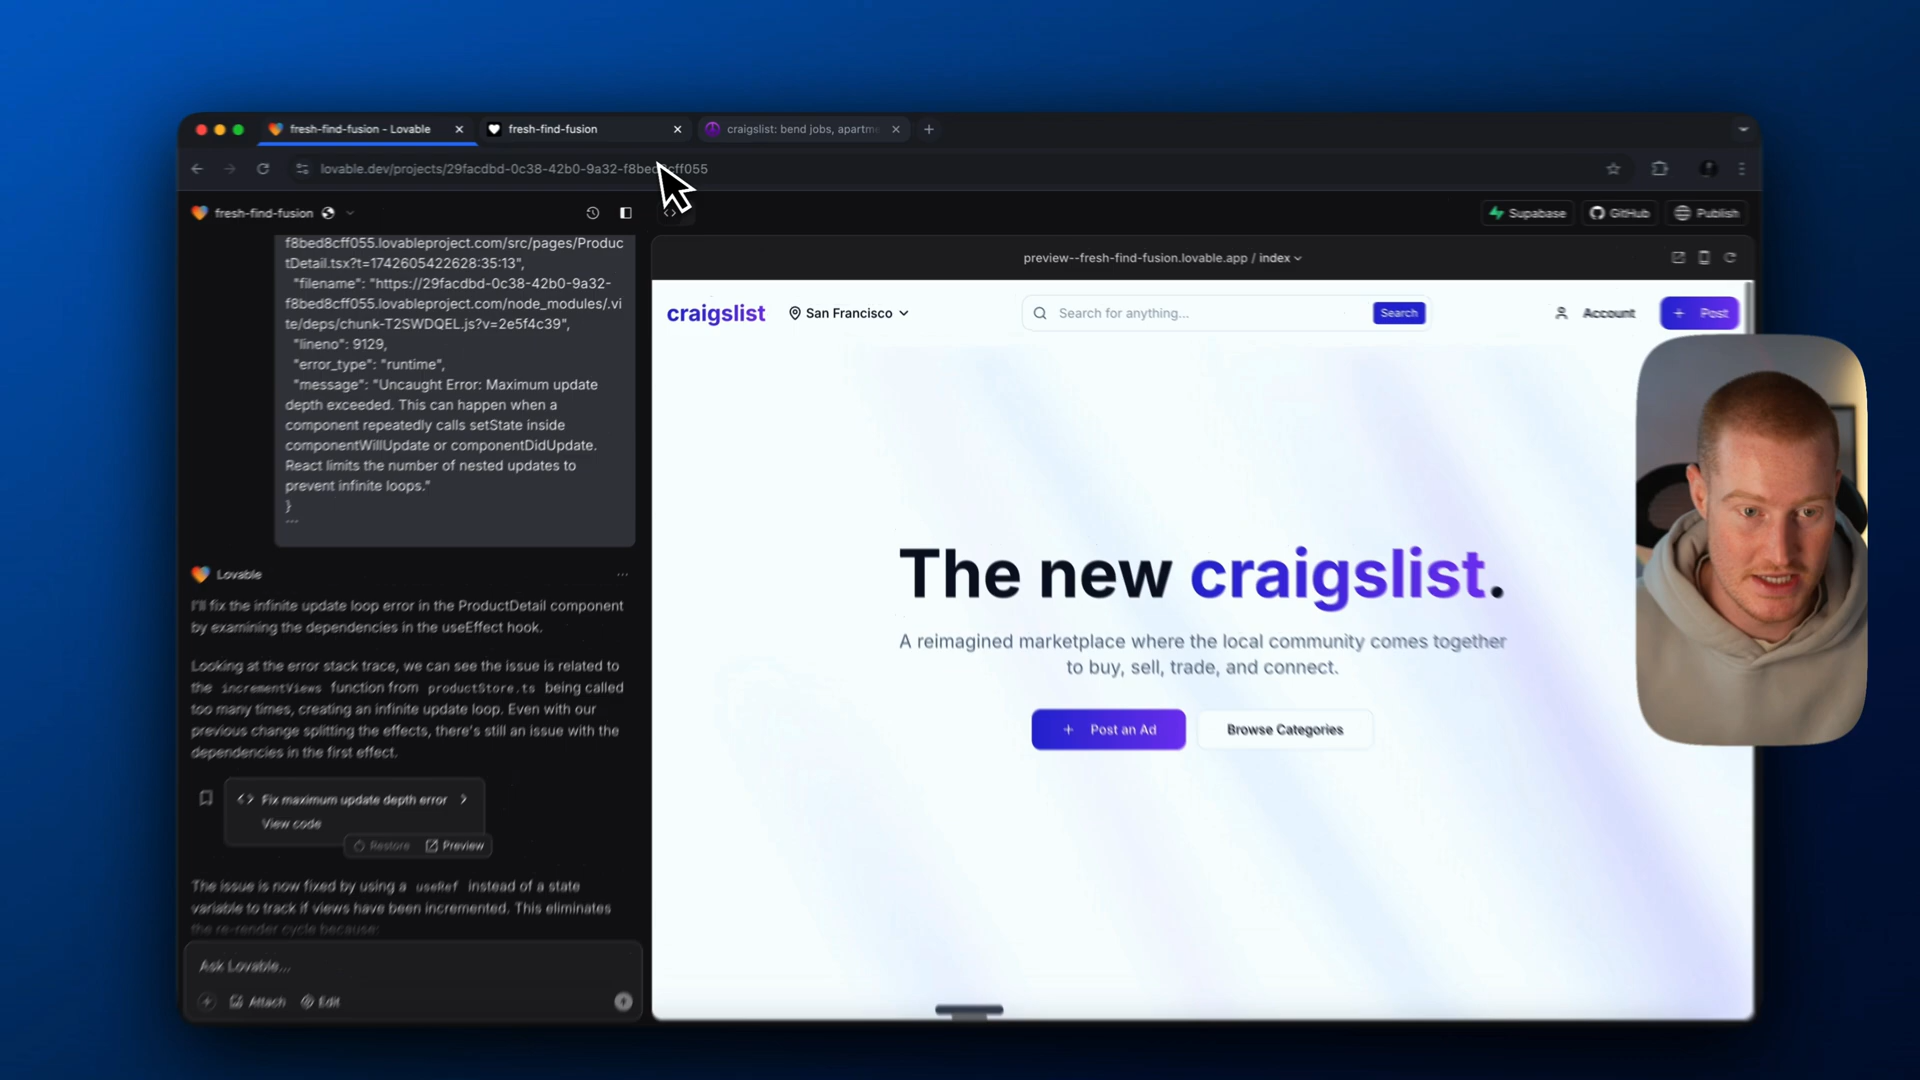 fresh-find-fusion - Lovable
fresh-find-fusion
craigslist: bend jobs, apartme
lovable.dev/projects/29facdbd-0c38-42b0-9a32-f8bed8cff055
fresh-find-fusion
Supabase
GitHub
Publish
f8bed8cff055.lovableproject.com/src/pages/Produc
tDetail.tsx?t=1742605422628:35:13",
"filename": "https://29facdbd-0c38-42b0-9a32-
f8bed8cff055.lovableproject.com/node_modules/.vi
te/deps/chunk-T2SWDQEL.js?v=2e5f4c39",
"lineno": 9129,
"error_type": "runtime",
"message": "Uncaught Error: Maximum update
depth exceeded. This can happen when a
component repeatedly calls setState inside
componentWillUpdate or componentDidUpdate.
React limits the number of nested updates to
prevent infinite loops."
}
```
Lovable
I'll fix the infinite update loop error in the ProductDetail component
by examining the dependencies in the useEffect hook.
Looking at the error stack trace, we can see the issue is related to
the incrementViews function from productStore.ts being called
too many times, creating an infinite update loop. Even with our
previous change splitting the effects, there's still an issue with the
dependencies in the first effect.
Fix maximum update depth error
View code
Restore
Preview
The issue is now fixed by using a useRef instead of a state
variable to track if views have been incremented. This eliminates
the re-render cycle because:
Ask Lovable...
Attach
Edit
preview--fresh-find-fusion.lovable.app / index
craigslist
San Francisco
Search for anything...
Search
Account
+ Post
The new craigslist.
A reimagined marketplace where the local community comes together
to buy, sell, trade, and connect.
+ Post an Ad
Browse Categories